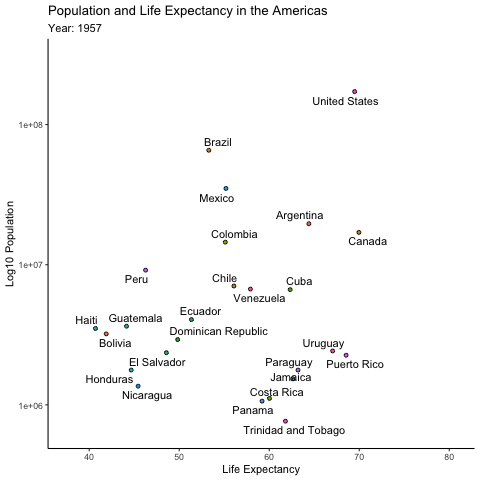 Population and Life Expectancy in the Americas
Year: 1957
United States
1e+08
Brazil
Mexico
Argentina
Colombia
Canada
Log10 Population
1e+07
Peru
Chile
Cuba
Venezuela
Haiti
Guatemala
Ecuador
Bolivia
Dominican Republic
El Salvador
Uruguay
Paraguay
Puerto Rico
Honduras
Jamaica
Nicaragua
Costa Rica
1e+06
Panama
Trinidad and Tobago
40
50
60
70
80
Life Expectancy